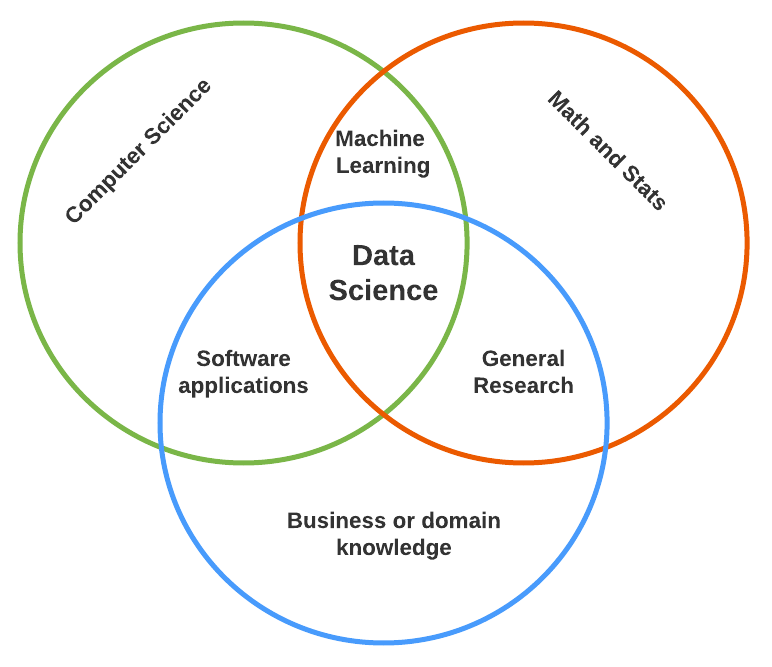 Computer Science
Math and Stats
Machine
Learning
Data
Science
Software
applications
General
Research
Business or domain
knowledge